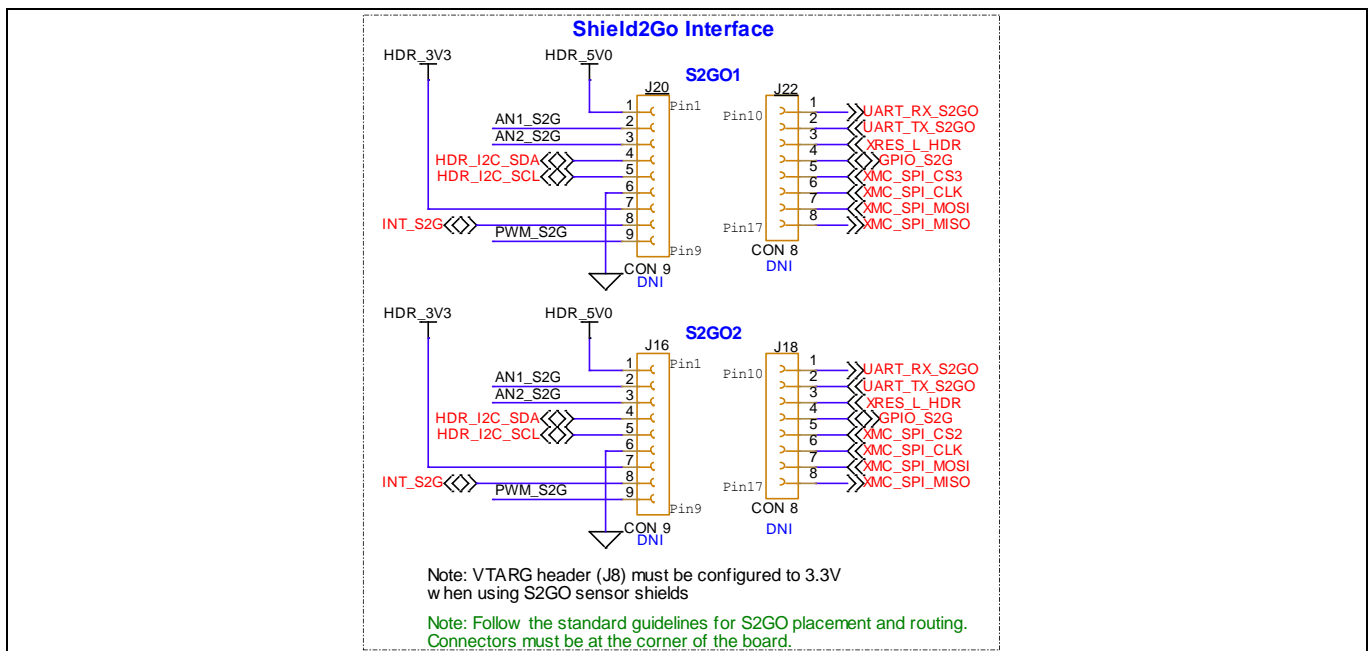 Shield2Go Interface
HDR_3V3
HDR_5V0
S2GO1
J20
J22
1
Pin1
2
3
4
5
6
7
8
9
Pin9
AN1_S2G
AN2_S2G
HDR_I2C_SDA
HDR_I2C_SCL
INT_S2G
PWM_S2G
CON 9
DNI
Pin10
1
UART_RX_S2GO
2
UART_TX_S2GO
3
XRES_L_HDR
4
GPIO_S2G
5
XMC_SPI_CS3
6
XMC_SPI_CLK
7
XMC_SPI_MOSI
8
XMC_SPI_MISO
Pin17
CON 8
DNI
HDR_3V3
HDR_5V0
S2GO2
J16
J18
1
Pin1
2
3
4
5
6
7
8
9
Pin9
AN1_S2G
AN2_S2G
HDR_I2C_SDA
HDR_I2C_SCL
INT_S2G
PWM_S2G
CON 9
DNI
Pin10
1
UART_RX_S2GO
2
UART_TX_S2GO
3
XRES_L_HDR
4
GPIO_S2G
5
XMC_SPI_CS2
6
XMC_SPI_CLK
7
XMC_SPI_MOSI
8
XMC_SPI_MISO
Pin17
CON 8
DNI
Note: VTARG header (J8) must be configured to 3.3V
when using S2GO sensor shields
Note: Follow the standard guidelines for S2GO placement and routing.
Connectors must be at the corner of the board.